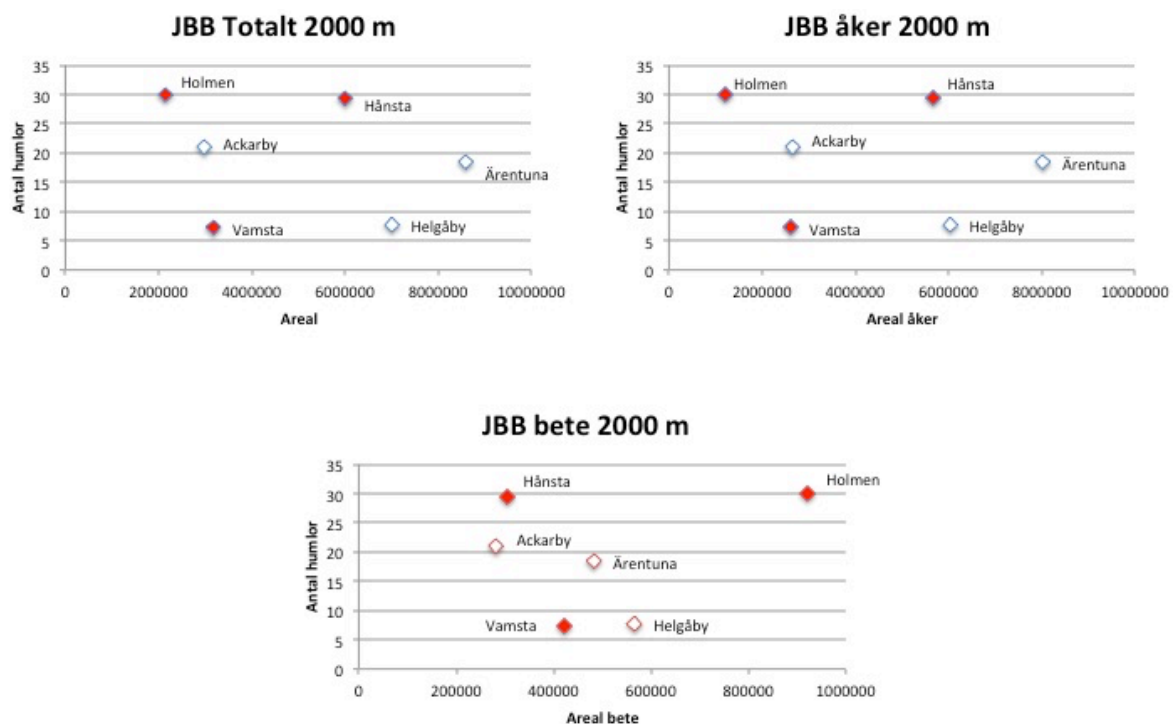 JBB Totalt 2000 m
35
30
25
20
15
10
5
0
Antal humlor
Holmen
Hånsta
Ackarby
Ärentuna
Vamsta
Helgåby
0 2000000 4000000 6000000 8000000 10000000
Areal
JBB åker 2000 m
35
30
25
20
15
10
5
0
Antal humlor
Holmen
Hånsta
Ackarby
Ärentuna
Vamsta
Helgåby
0 2000000 4000000 6000000 8000000 10000000
Areal åker
JBB bete 2000 m
35
30
25
20
15
10
5
0
Antal humlor
Hånsta
Holmen
Ackarby
Ärentuna
Vamsta
Helgåby
0 200000 400000 600000 800000 1000000
Areal bete